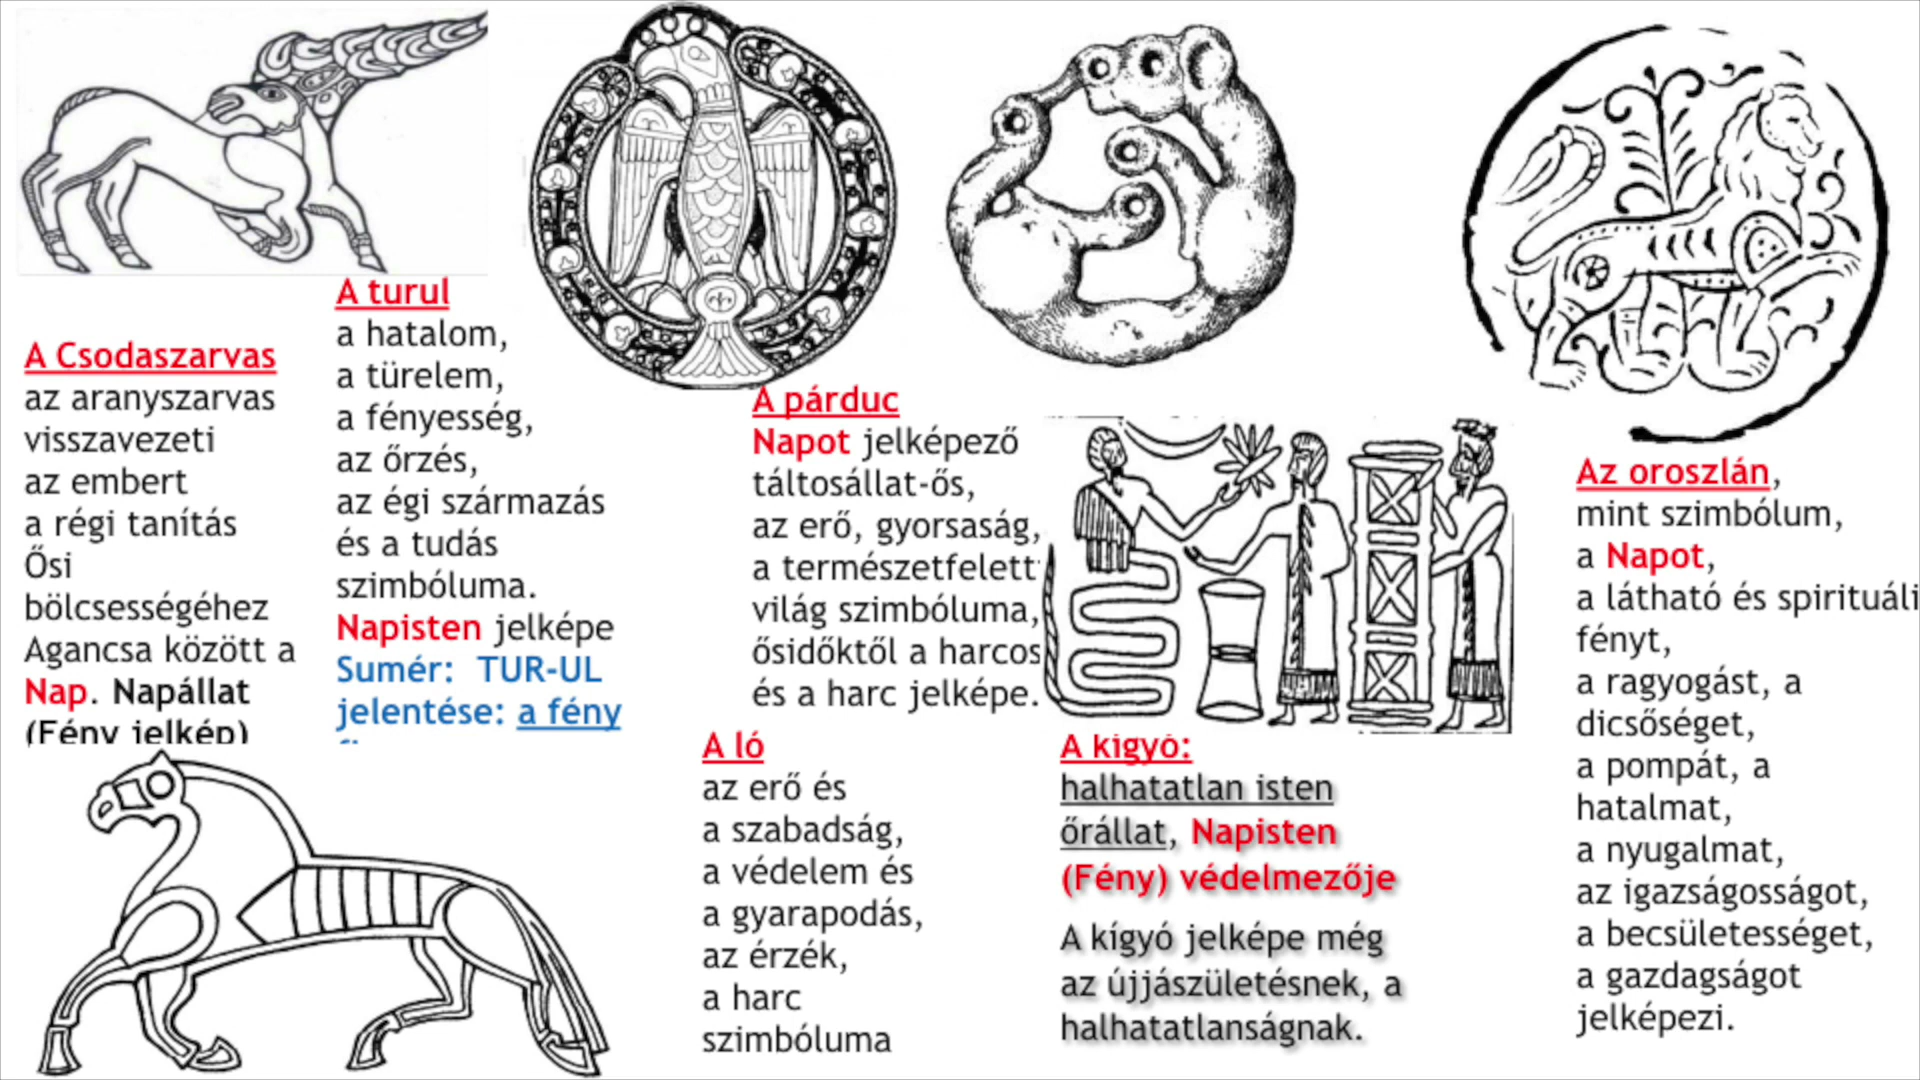 A Csodaszarvas
az aranyszarvas
visszavezeti
az embert
a régi tanítás
Ősi
bölcsességéhez
Agancsa között a
Nap. Napállat
(Fény jelkép)
A turul
a hatalom,
a türelem,
a fényesség,
az őrzés,
az égi származás
és a tudás
szimbóluma.
Napisten jelképe
Sumér: TUR-UL
jelentése: a fény
A párduc
Napot jelképező
táltosállat-ős,
az erő, gyorsaság,
a természetfelett
világ szimbóluma,
ősidőktől a harcos
és a harc jelképe.
A ló
az erő és
a szabadság,
a védelem és
a gyarapodás,
az érzék,
a harc
szimbóluma
A kígyó:
halhatatlan isten
őrállat, Napisten
(Fény) védelmezője
A kígyó jelképe még
az újjászületésnek, a
halhatatlanságnak.
Az oroszlán,
mint szimbólum,
a Napot,
a látható és spirituáli
fényt,
a ragyogást, a
dicsőséget,
a pompát, a
hatalmat,
a nyugalmat,
az igazságosságot,
a becsületességet,
a gazdagságot
jelképezi.